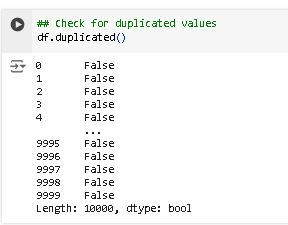 ## Check for duplicated values
df.duplicated()
0 False
1 False
2 False
3 False
4 False
...
9995 False
9996 False
9997 False
9998 False
9999 False
Length: 10000, dtype: bool